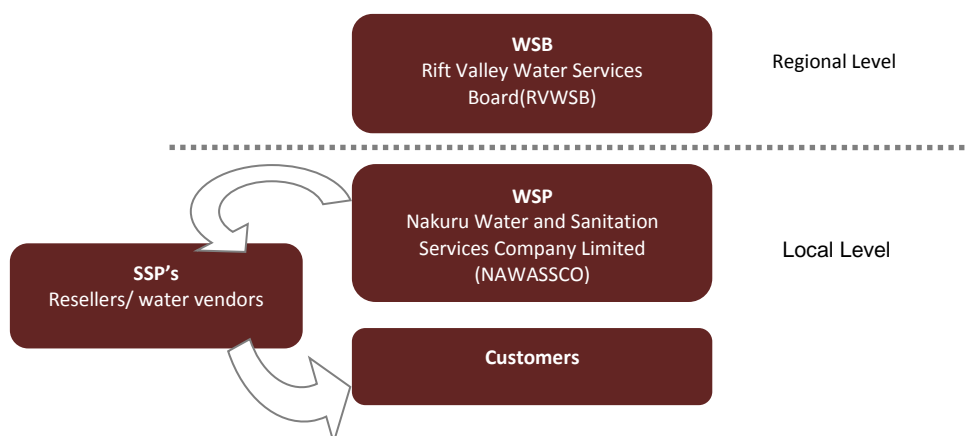 WSB
Rift Valley Water Services
Board(RVWSB)
Regional Level
WSP
Nakuru Water and Sanitation
Services Company Limited
(NAWASSCO)
Local Level
SSP’s
Resellers/ water vendors
Customers